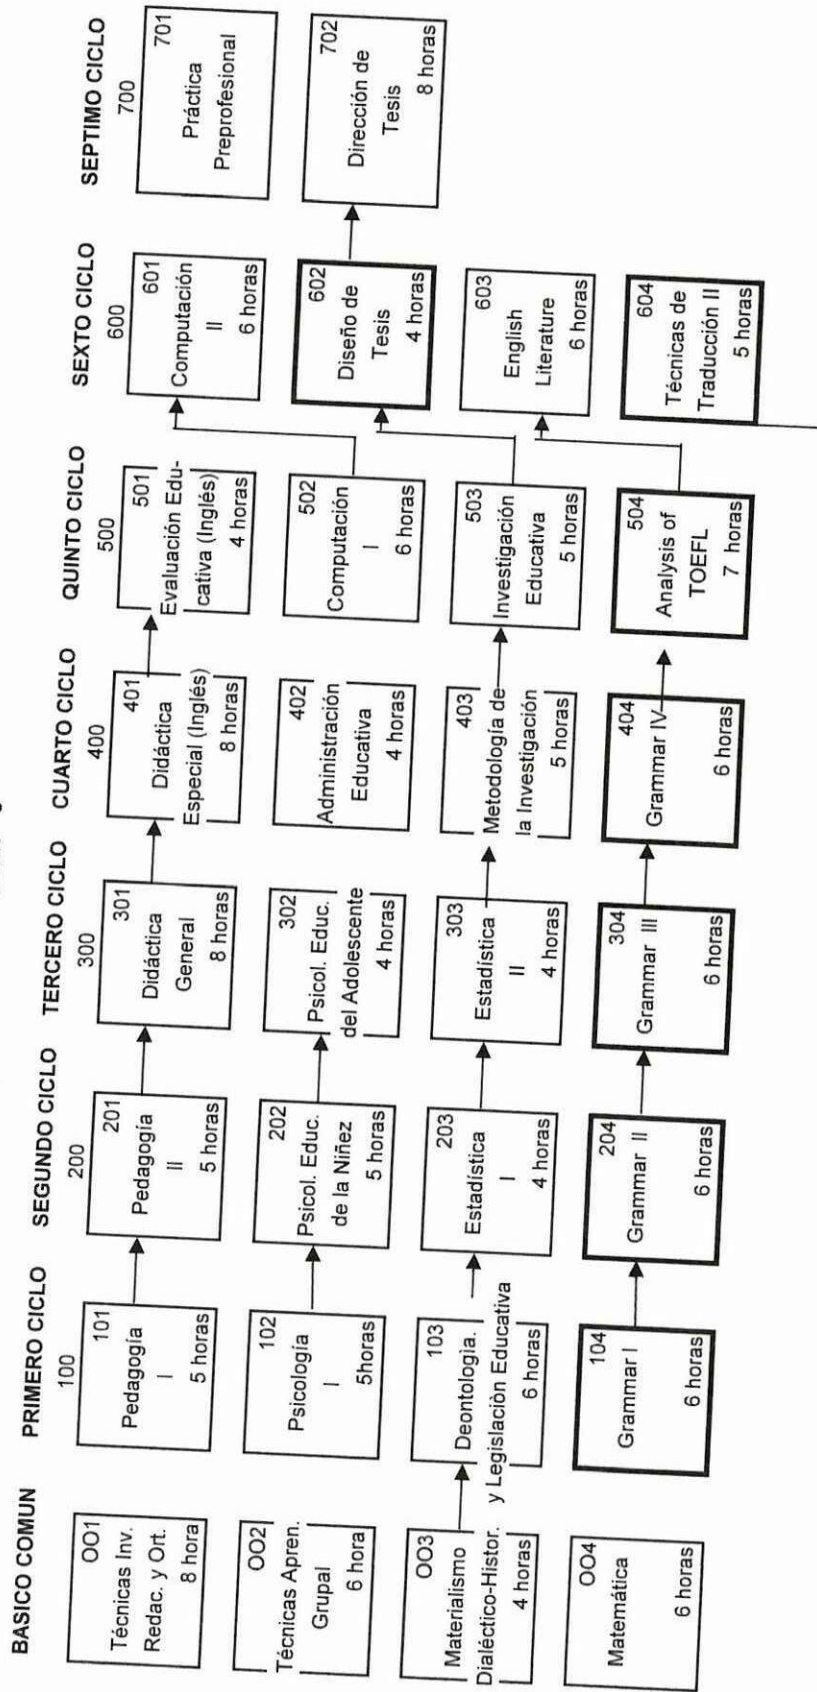 BASICO COMUN
PRIMERO CICLO
100
SEGUNDO CICLO
200
TERCERO CICLO
300
CUARTO CICLO
400
QUINTO CICLO
500
SEXTO CICLO
600
SEPTIMO CICLO
700
OO1
Técnicas Inv.
Redac. y Ort.
8 hora
101
Pedagogía
I
5 horas
201
Pedagogía
II
5 horas
301
Didáctica
General
8 horas
401
Didáctica
Especial (Inglés)
8 horas
501
Evaluación Edu-
cativa (Inglés)
4 horas
601
Computación
II
6 horas
701
Práctica
Preprofesional
OO2
Técnicas Apren.
Grupal
6 hora
102
Psicología
I
5horas
202
Psicol. Educ.
de la Niñez
5 horas
302
Psicol. Educ.
del Adolescente
4 horas
402
Administración
Educativa
4 horas
502
Computación
I
6 horas
602
Diseño de
Tesis
4 horas
702
Dirección de
Tesis
8 horas
OO3
Materialismo
Dialéctico-Histor.
4 horas
103
Deontologìa.
y Legislaciòn Educativa
6 horas
203
Estadística
I
4 horas
303
Estadística
II
4 horas
403
Metodología de
la Investigación
5 horas
503
Investigación
Educativa
5 horas
603
English
Literature
6 horas
OO4
Matemática
6 horas
104
Grammar I
6 horas
204
Grammar II
6 horas
304
Grammar III
6 horas
404
Grammar IV
6 horas
504
Analysis of
TOEFL
7 horas
604
Técnicas de
Traducción II
5 horas